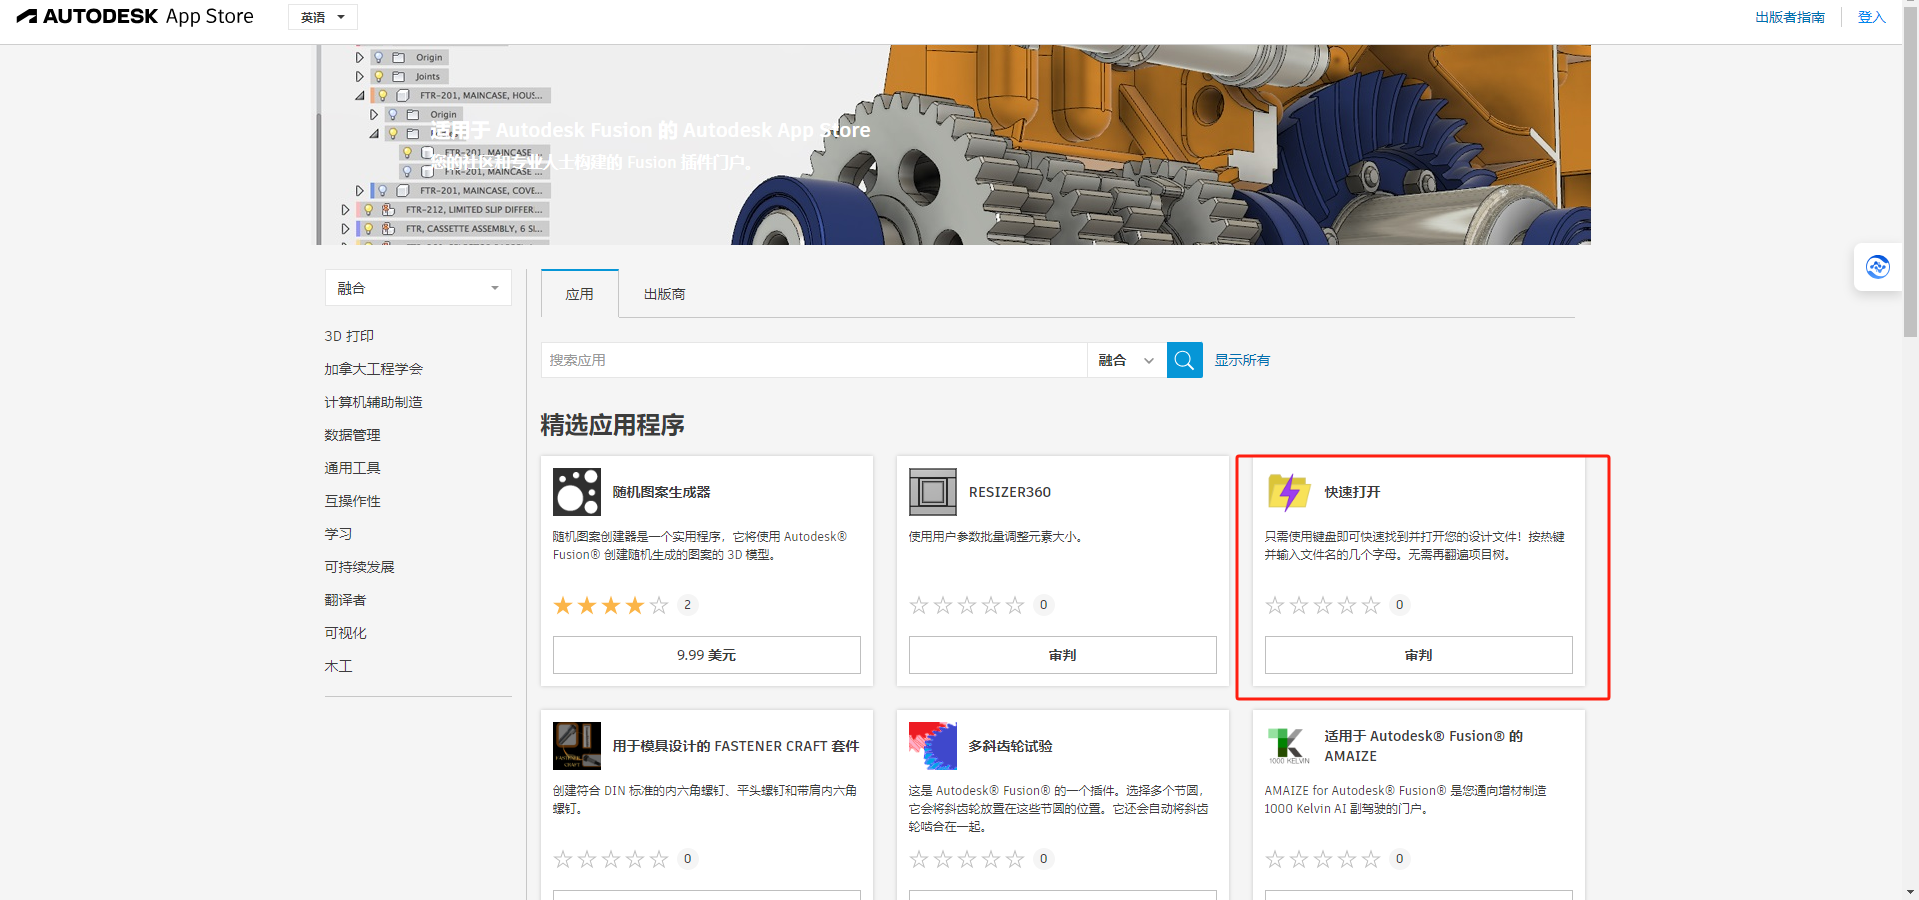 AUTODESK App Store
英语
出版者指南
登入
Origin
Joints
FTR-201, MAINCASE, HOUS...
Origin
适用于 Autodesk Fusion 的 Autodesk App Store
FTR-201, MAINCASE ...
您的社区和专业人士构建的 Fusion 插件门户。
FTR-201, MAINCASE ...
FTR-201, MAINCASE, COVE...
FTR-212, LIMITED SLIP DIFFER...
FTR, CASSETTE ASSEMBLY, 6 SI...
融合
3D 打印
加拿大工程学会
计算机辅助制造
数据管理
通用工具
互操作性
学习
可持续发展
翻译者
可视化
木工
应用
出版商
搜索应用
融合
显示所有
精选应用程序
随机图案生成器
随机图案创建器是一个实用程序，它将使用 Autodesk®
Fusion® 创建随机生成的图案的 3D 模型。
2
9.99 美元
RESIZER360
使用用户参数批量调整元素大小。
0
审判
快速打开
只需使用键盘即可快速找到并打开您的设计文件！按热键
并输入文件名的几个字母。无需再翻遍项目树。
0
审判
用于模具设计的 FASTENER CRAFT 套件
创建符合 DIN 标准的内六角螺钉、平头螺钉和带肩内六角
螺钉。
0
多斜齿轮试验
这是 Autodesk® Fusion® 的一个插件。选择多个节圆，
它会将斜齿轮放置在这些节圆的位置。它还会自动将斜齿
轮啮合在一起。
0
1000 KELVIN
适用于 Autodesk® Fusion® 的
AMAIZE
AMAIZE for Autodesk® Fusion® 是您通向增材制造
1000 Kelvin AI 副驾驶的门户。
0